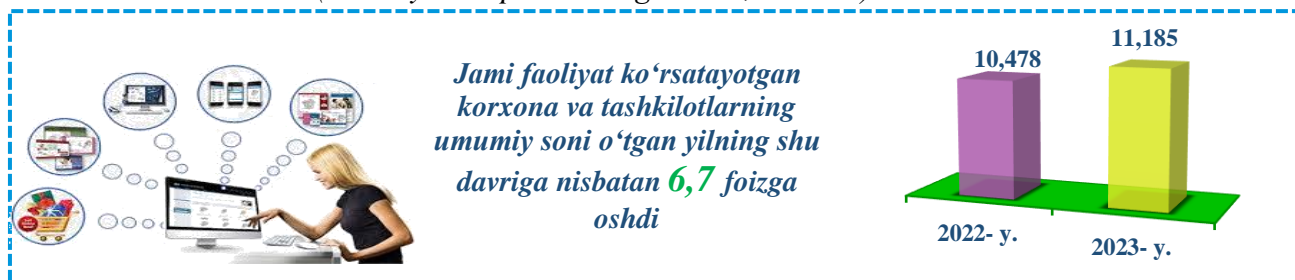 Jami faoliyat ko‘rsatayotgan
korxona va tashkilotlarning
umumiy soni o‘tgan yilning shu
davriga nisbatan 6,7 foizga
oshdi
10,478
11,185
2022- y.
2023- y.